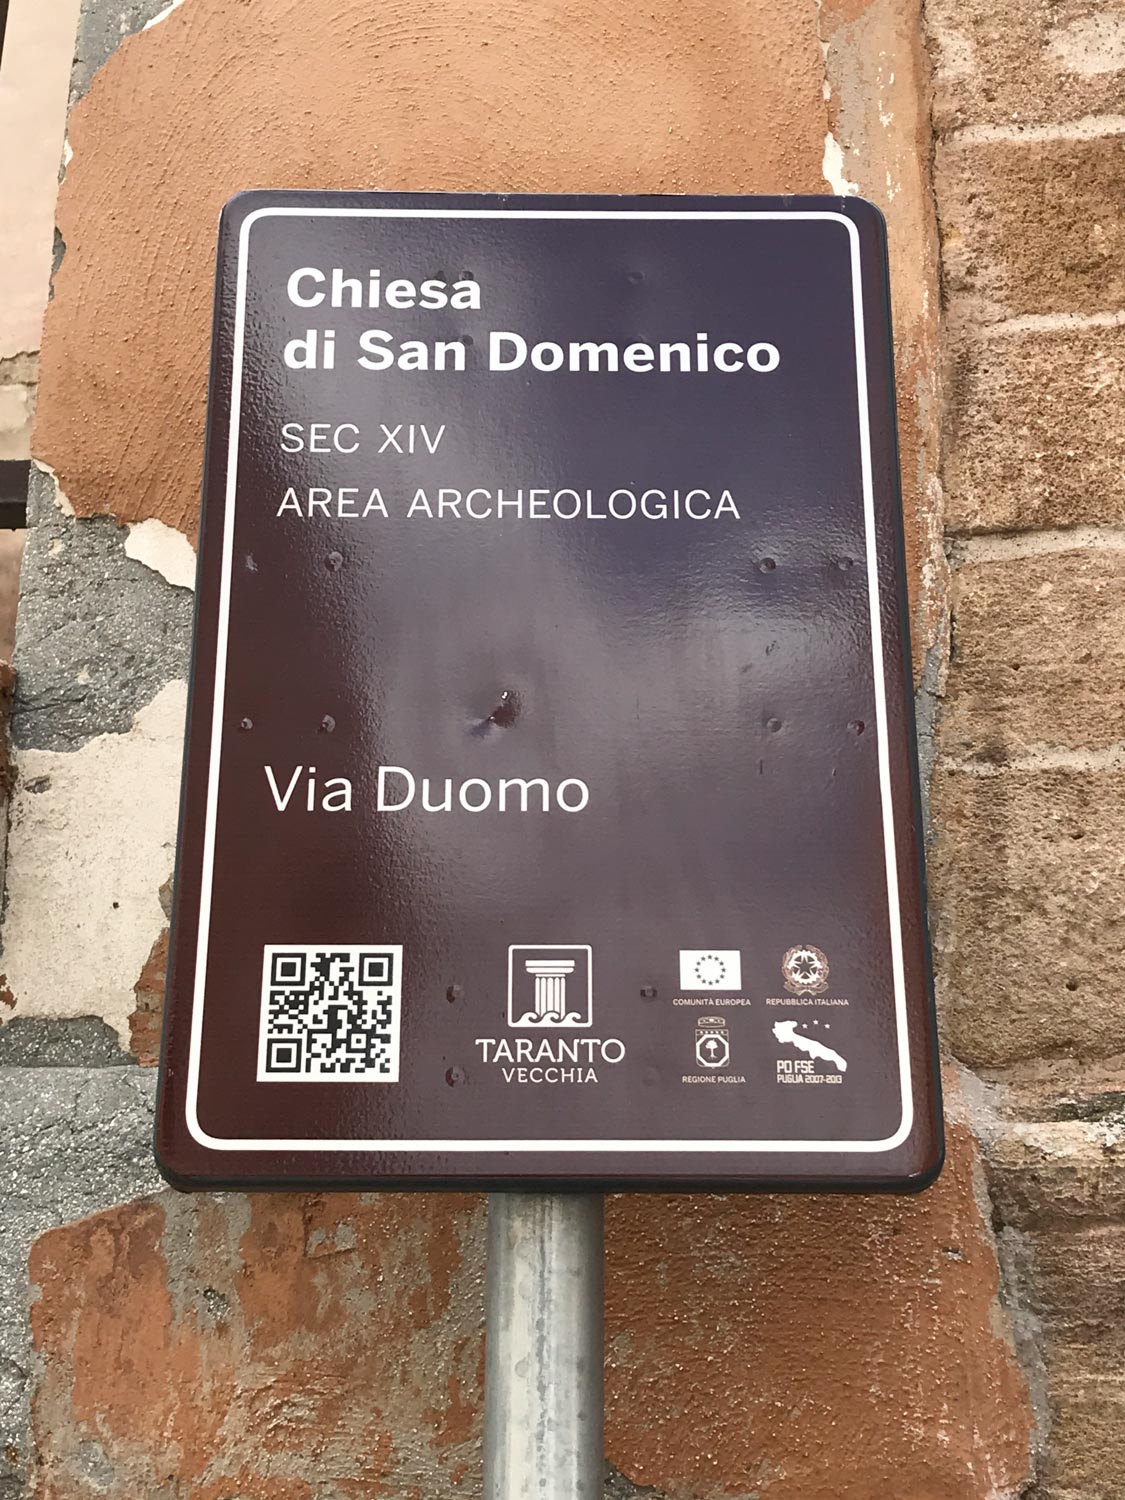 Chiesa
di San Domenico
SEC XIV
AREA ARCHEOLOGICA
Via Duomo
TARANTO
VECCHIA
COMUNITÀ EUROPEA
REPUBBLICA ITALIANA
REGIONE PUGLIA
PO FSE
PUGLIA 2007-2013